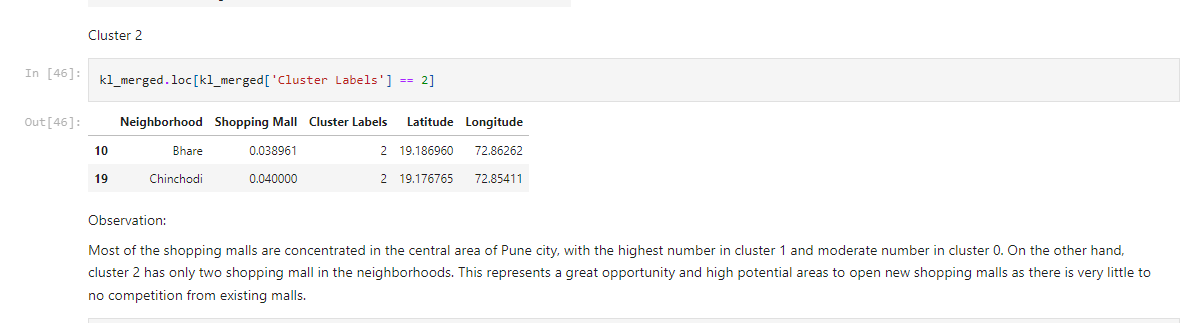 Cluster 2
In [46]: kl_merged.loc[kl_merged['Cluster Labels'] == 2]
Out[46]: Neighborhood Shopping Mall Cluster Labels Latitude Longitude
10 Bhare 0.038961 2 19.186960 72.86262
19 Chinchodi 0.040000 2 19.176765 72.85411
Observation:
Most of the shopping malls are concentrated in the central area of Pune city, with the highest number in cluster 1 and moderate number in cluster 0. On the other hand,
cluster 2 has only two shopping mall in the neighborhoods. This represents a great opportunity and high potential areas to open new shopping malls as there is very little to
no competition from existing malls.